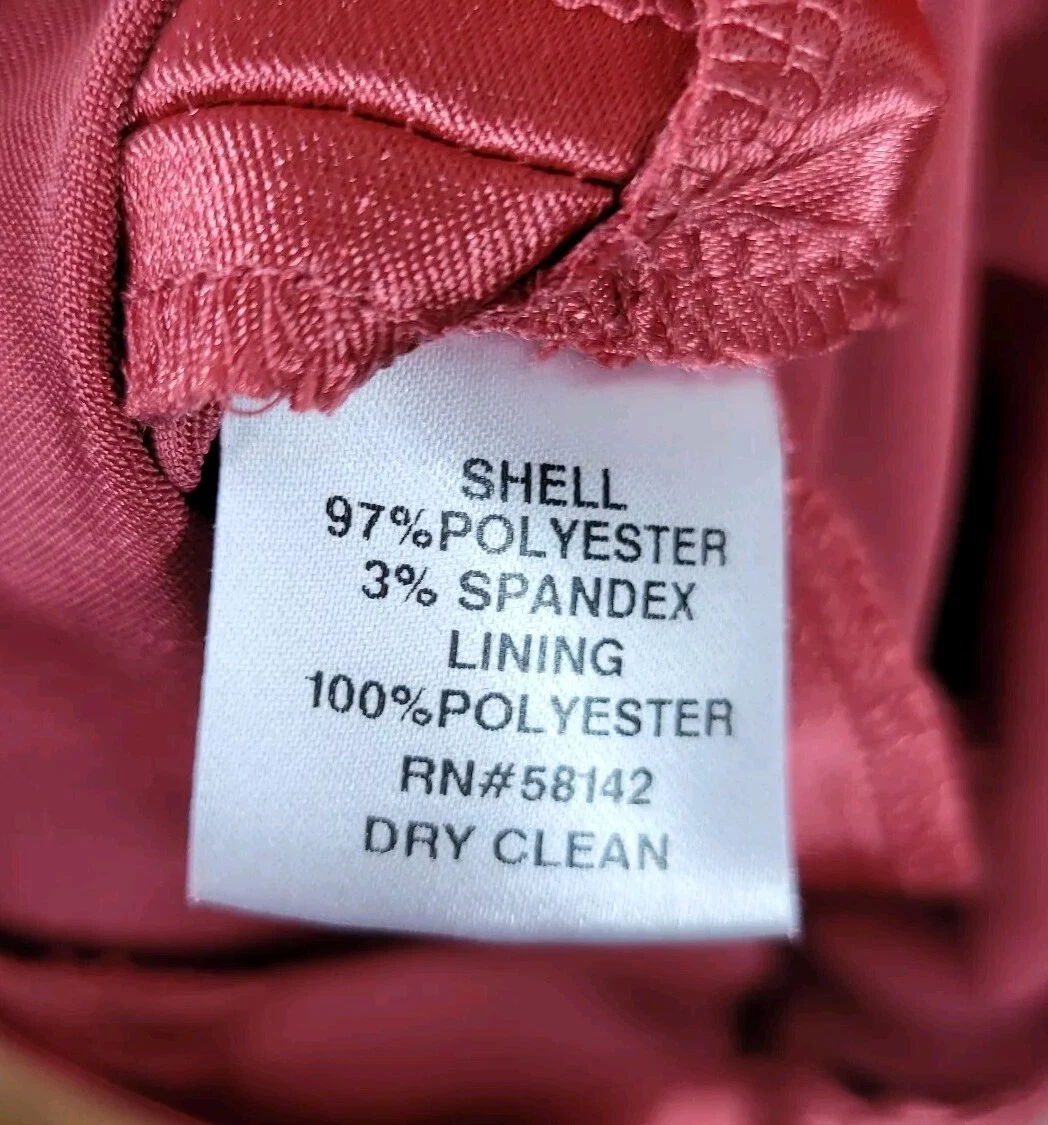 SHELL
97%POLYESTER
3% SPANDEX
LINING
100%POLYESTER
RN#58142
DRY CLEAN